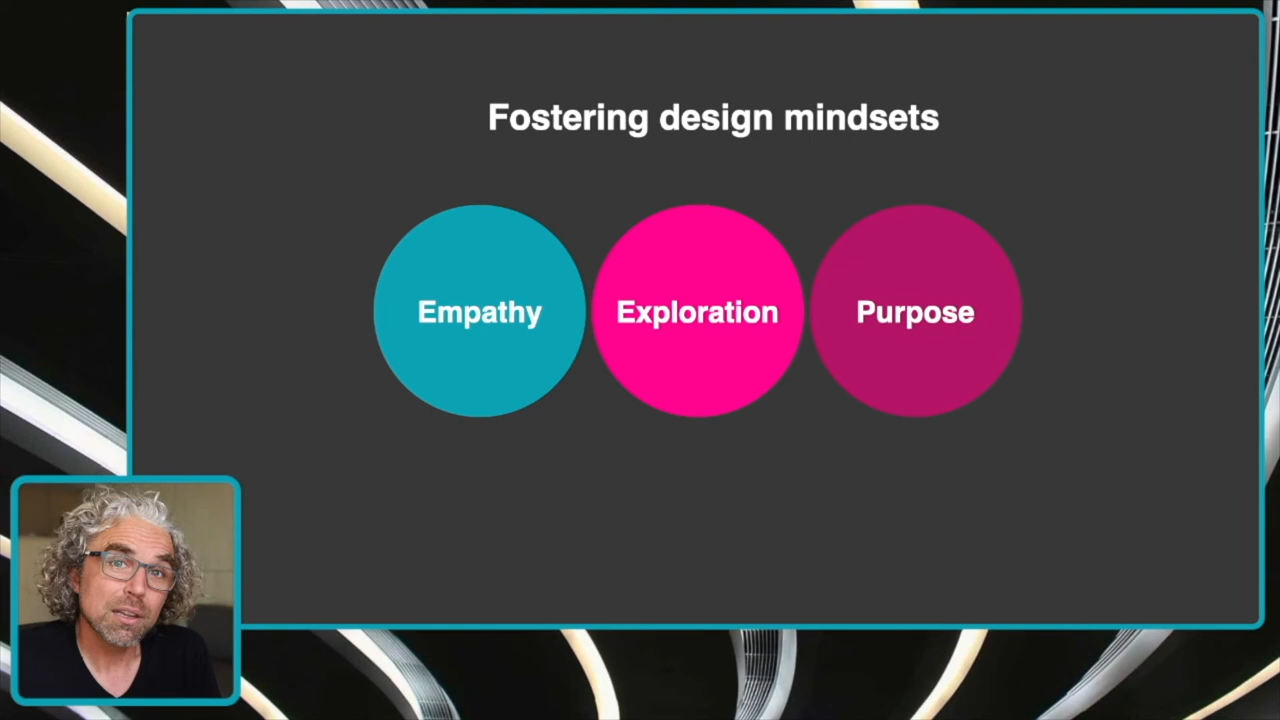 Fostering design mindsets
Empathy
Exploration
Purpose